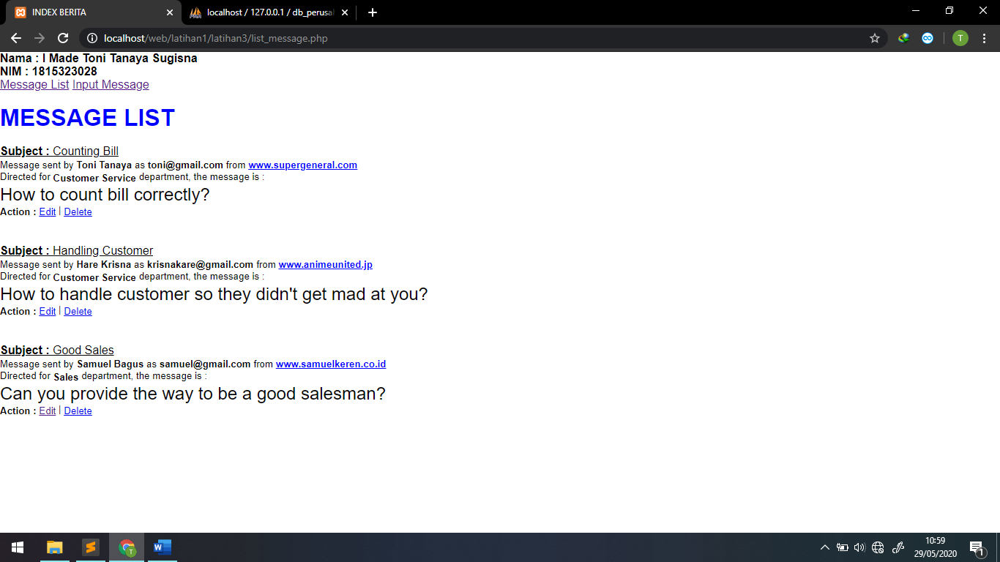 INDEX BERITA
localhost / 127.0.0.1 / db_perusal
localhost/web/latihan1/latihan3/list_message.php
T
Nama : I Made Toni Tanaya Sugisna
NIM : 1815323028
Message List Input Message
MESSAGE LIST
Subject : Counting Bill
Message sent by Toni Tanaya as toni@gmail.com from www.supergeneral.com
Directed for Customer Service department, the message is :
How to count bill correctly?
Action : Edit | Delete
Subject : Handling Customer
Message sent by Hare Krisna as krisnakare@gmail.com from www.animeunited.jp
Directed for Customer Service department, the message is :
How to handle customer so they didn't get mad at you?
Action : Edit | Delete
Subject : Good Sales
Message sent by Samuel Bagus as samuel@gmail.com from www.samuelkeren.co.id
Directed for Sales department, the message is :
Can you provide the way to be a good salesman?
Action : Edit | Delete
10:59
29/05/2020
1